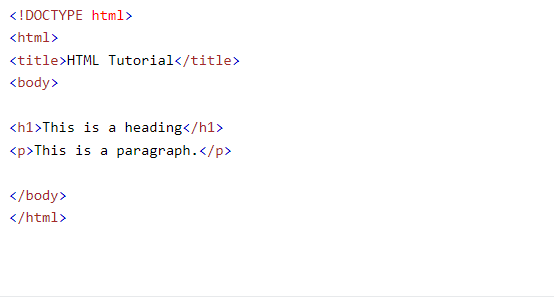 <!DOCTYPE html>
<html>
<title>HTML Tutorial</title>
<body>
<h1>This is a heading</h1>
<p>This is a paragraph.</p>
</body>
</html>